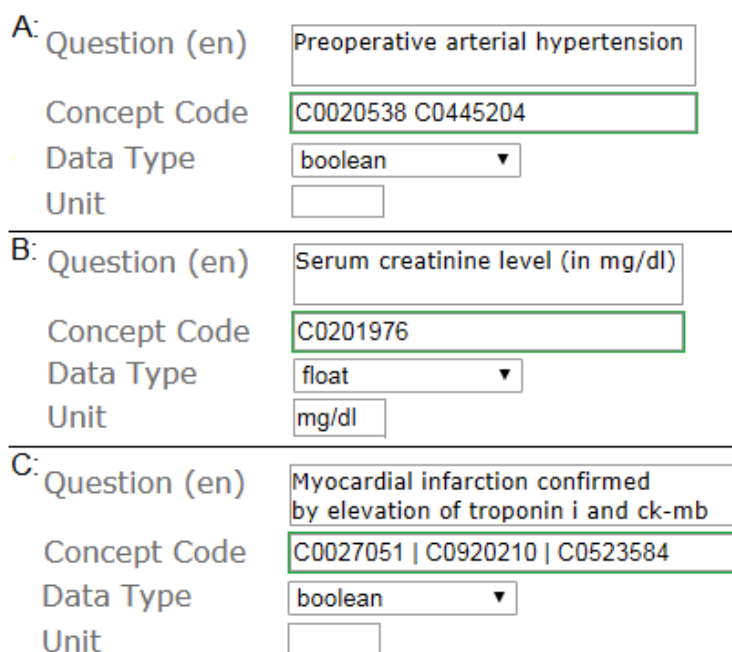 A:
Question (en) Preoperative arterial hypertension
Concept Code C0020538 C0445204
Data Type boolean
Unit
B:
Question (en) Serum creatinine level (in mg/dl)
Concept Code C0201976
Data Type float
Unit mg/dl
C:
Question (en) Myocardial infarction confirmed
by elevation of troponin i and ck-mb
Concept Code C0027051 | C0920210 | C0523584
Data Type boolean
Unit